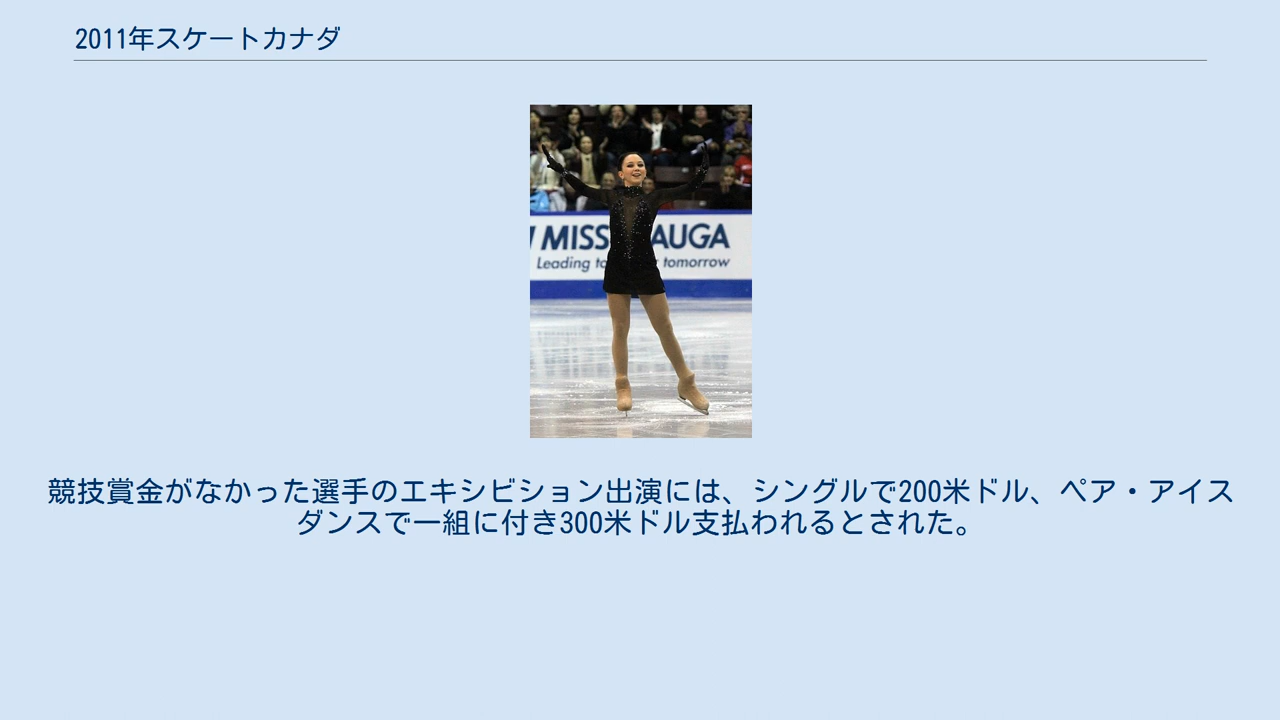 2011年スケートカナダ
MISS AUGA
Leading to tomorrow
競技賞金がなかった選手のエキシビション出演には、シングルで200米ドル、ペア・アイス
ダンスで一組に付き300米ドル支払われるとされた。